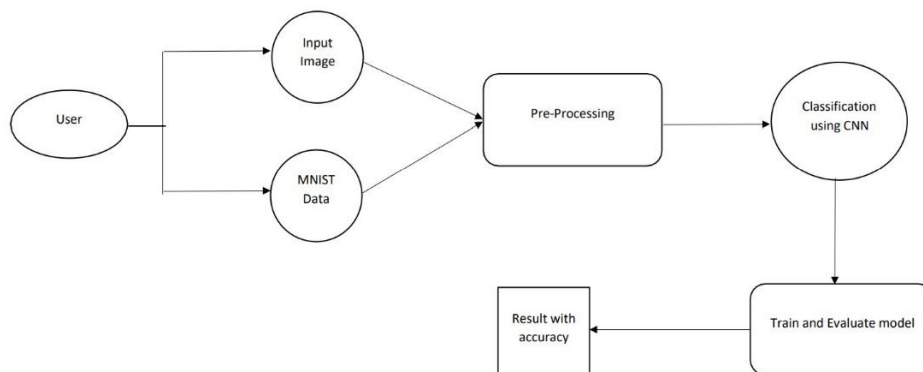 User
Input
Image
MNIST
Data
Pre-Processing
Classification
using CNN
Train and Evaluate model
Result with
accuracy